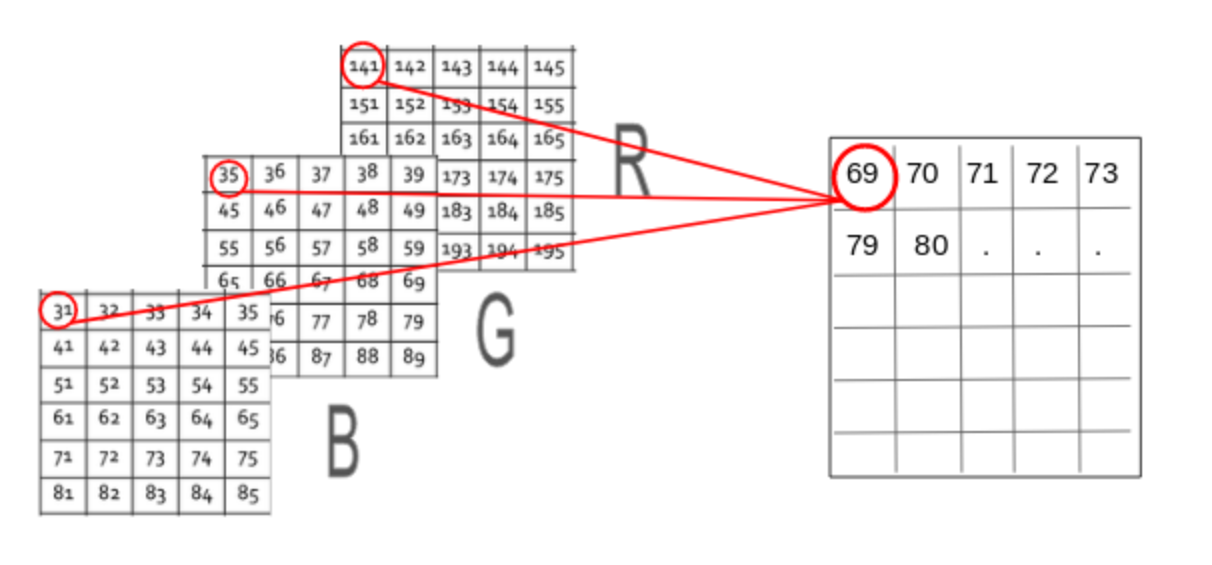 141 142 143 144 145
151 152 153 154 155
161 162 163 164 165
173 174 175
183 184 185
193 194 195
R
35 36 37 38 39
45 46 47 48 49
55 56 57 58 59
65 66 67 68 69
77 78 79
87 88 89
G
31 32 33 34 35
41 42 43 44 45
51 52 53 54 55
61 62 63 64 65
71 72 73 74 75
81 82 83 84 85
B
69 70 71 72 73
79 80 . . .